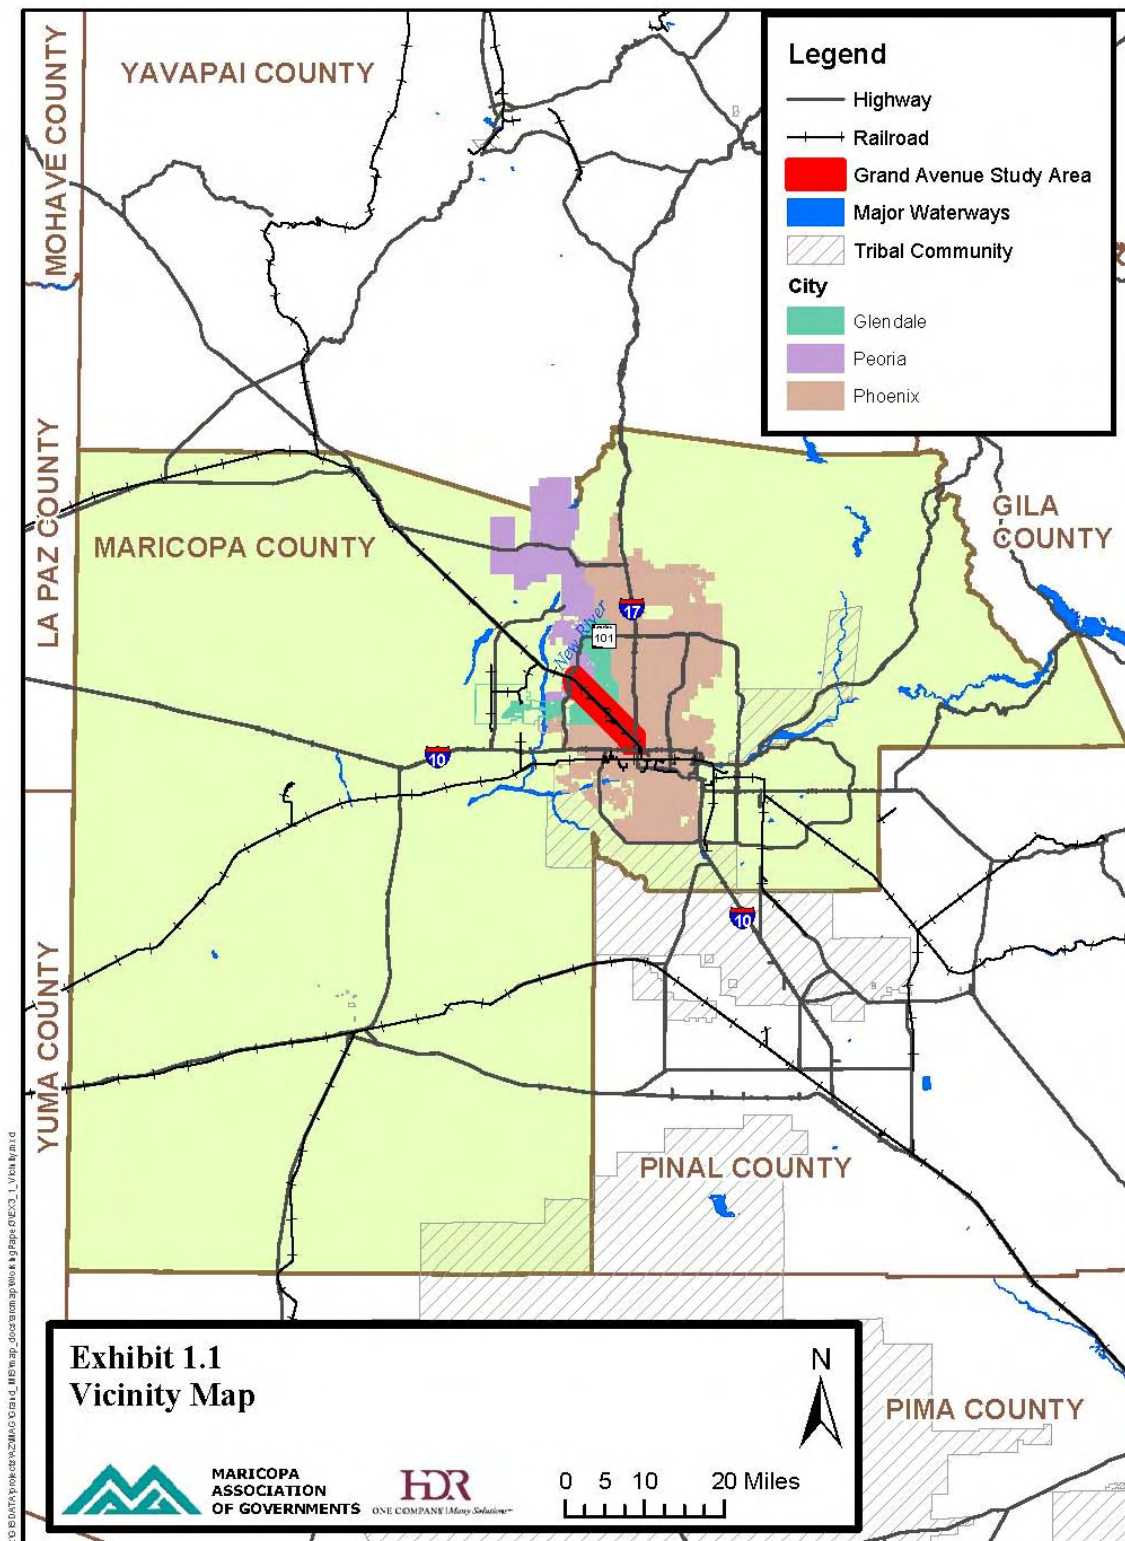 YAVAPAI COUNTY
MOHAVE COUNTY
Legend
Highway
Railroad
Grand Avenue Study Area
Major Waterways
Tribal Community
City
Glendale
Peoria
Phoenix
LA PAZ COUNTY
MARICOPA COUNTY
GILA
COUNTY
17
New River
101
10
10
YUMA COUNTY
PINAL COUNTY
PIMA COUNTY
Exhibit 1.1
Vicinity Map
N
MARICOPA
ASSOCIATION
OF GOVERNMENTS
HDR
ONE COMPANY | Many Solutions
0 5 10 20 Miles